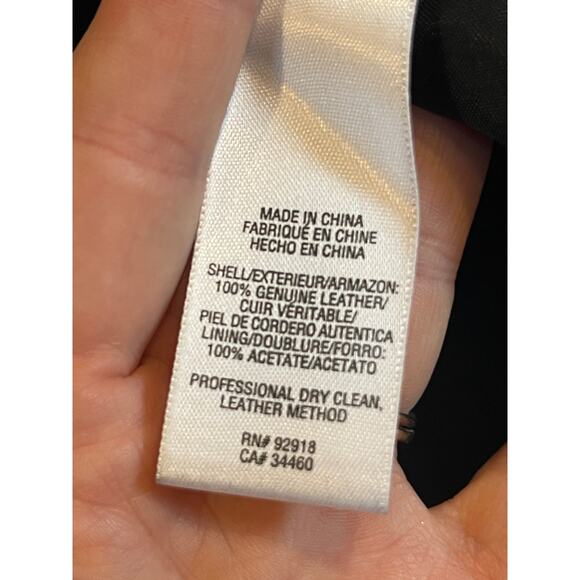 MADE IN CHINA
FABRIQUÉ EN CHINE
HECHO EN CHINA
SHELL/EXTERIEUR/ARMAZON:
100% GENUINE LEATHER/
CUIR VÉRITABLE/
PIEL DE CORDERO AUTENTICA
LINING/DOUBLURE/FORRO:
100% ACETATE/ACETATO
PROFESSIONAL DRY CLEAN,
LEATHER METHOD
RN# 92918
CA# 34460